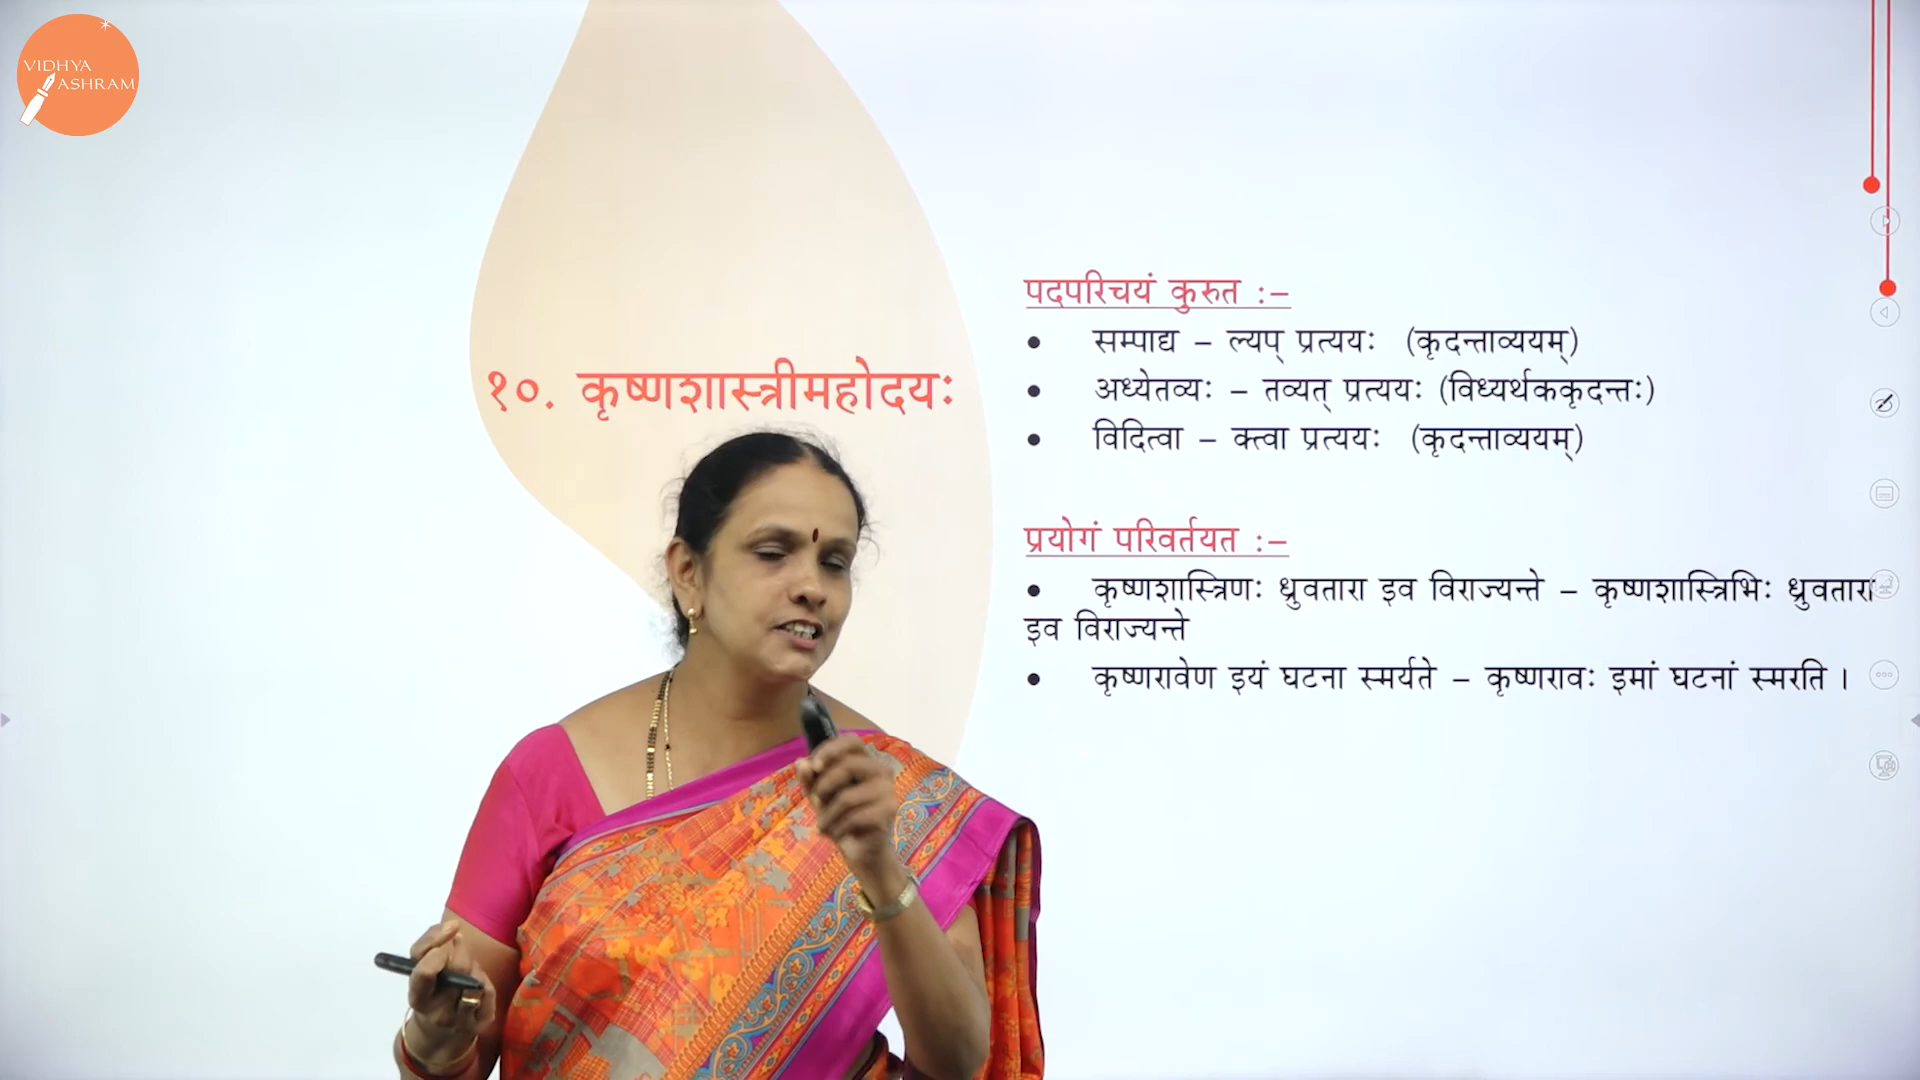 VIDHYA
ASHRAM
१०. कृष्णशास्त्रीमहोदयः
पदपरिचयं कुरुत :–
• सम्पाद्य – ल्यप् प्रत्ययः (कृदन्ताव्ययम्)
• अध्येतव्यः – तव्यत् प्रत्ययः (विध्यर्थककृदन्तः)
• विदित्वा – क्त्वा प्रत्ययः (कृदन्ताव्ययम्)
प्रयोगं परिवर्तयत :–
• कृष्णशास्त्रिणः ध्रुवतारा इव विराज्यन्ते – कृष्णशास्त्रिभिः ध्रुवतारा
इव विराज्यन्ते
• कृष्णरावेण इयं घटना स्मर्यते – कृष्णरावः इमां घटनां स्मरति ।